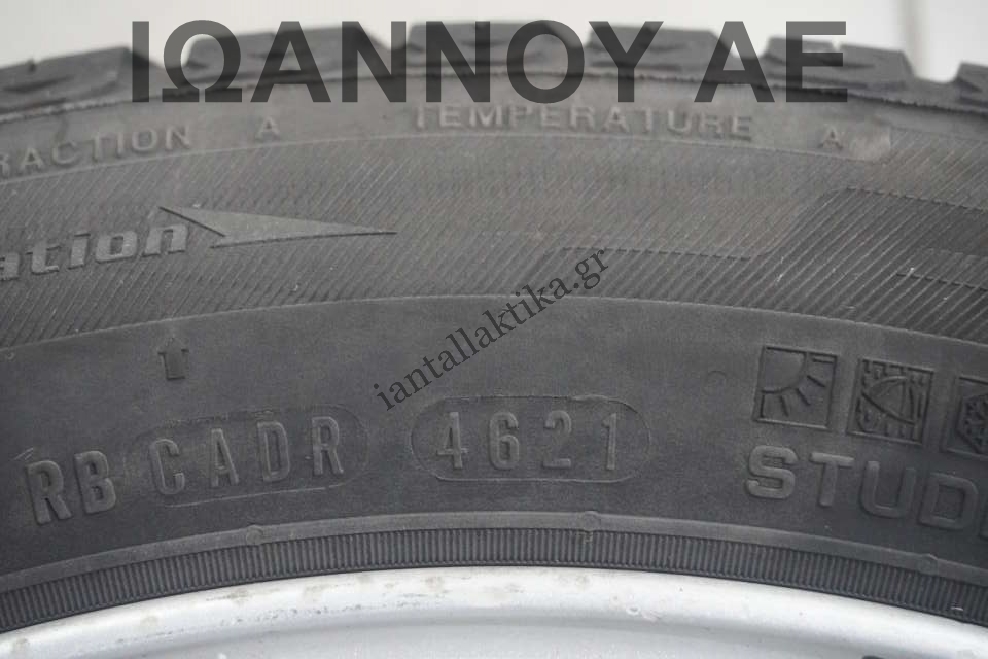 ΙΩΑΝΝΟΥ ΑΕ
RACTION A TEMPERATURE A
ation
iantallaktika.gr
RB CADR 4621
STUD